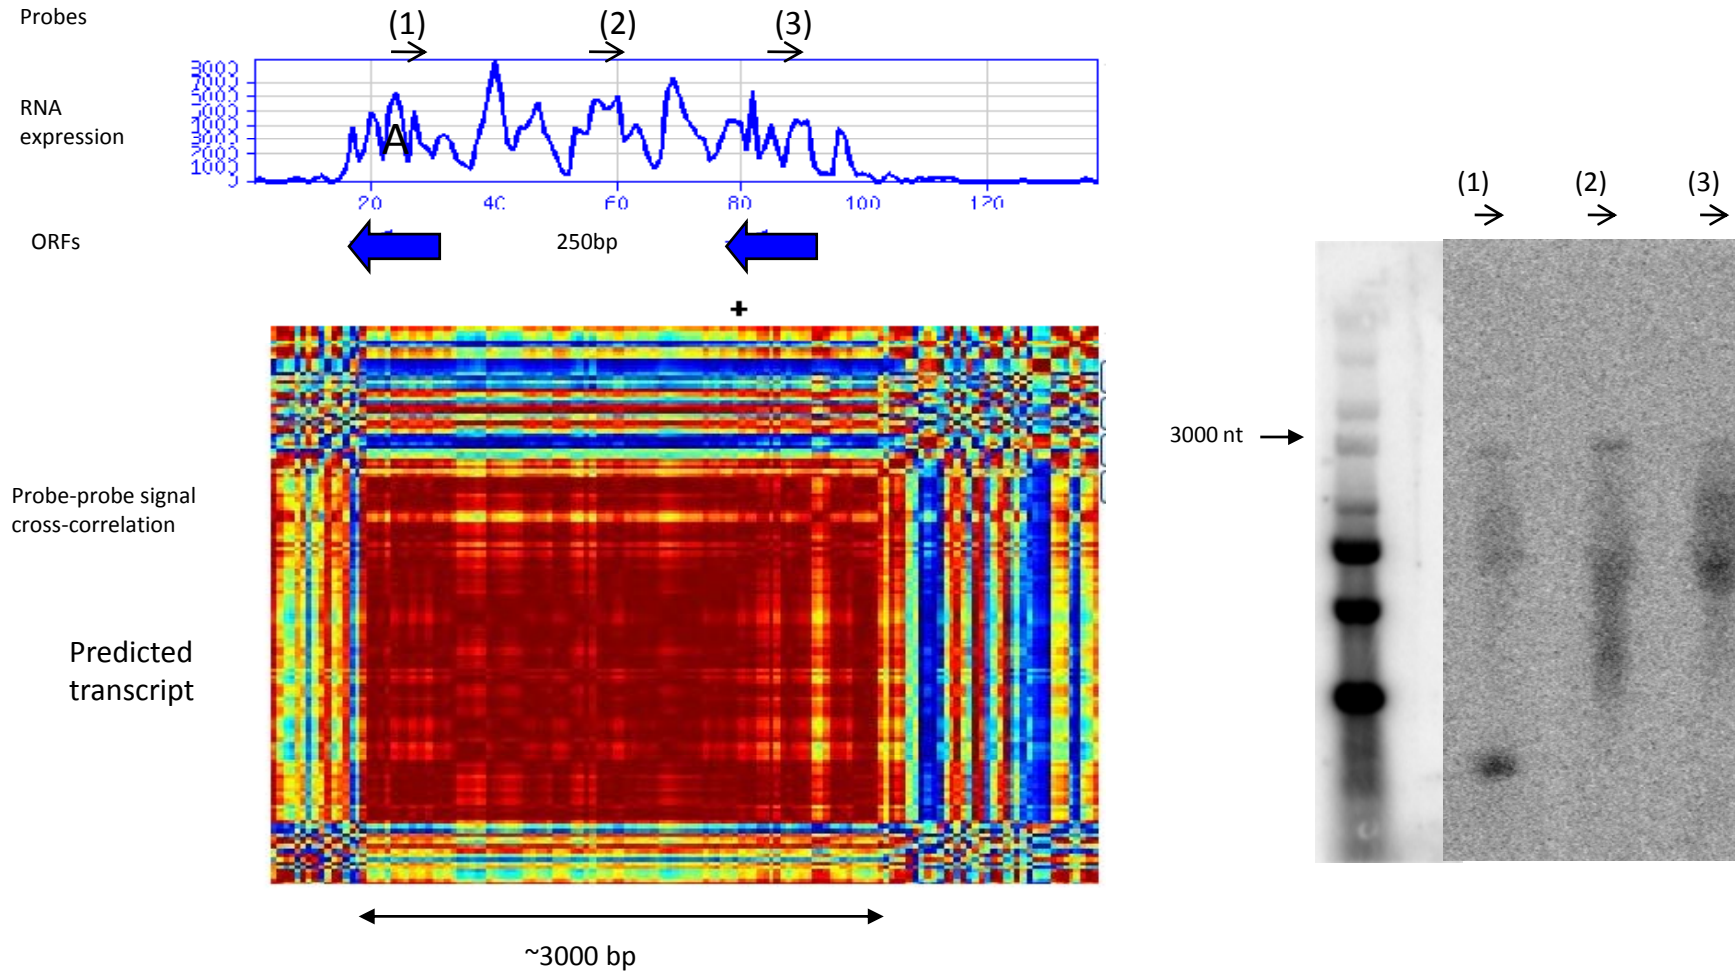 Probes
(1)
(2)
(3)
RNA
expression
A
20
40
60
80
100
120
ORFs
250bp
+
Probe-probe signal
cross-correlation
Predicted
transcript
~3000 bp
(1)
(2)
(3)
3000 nt